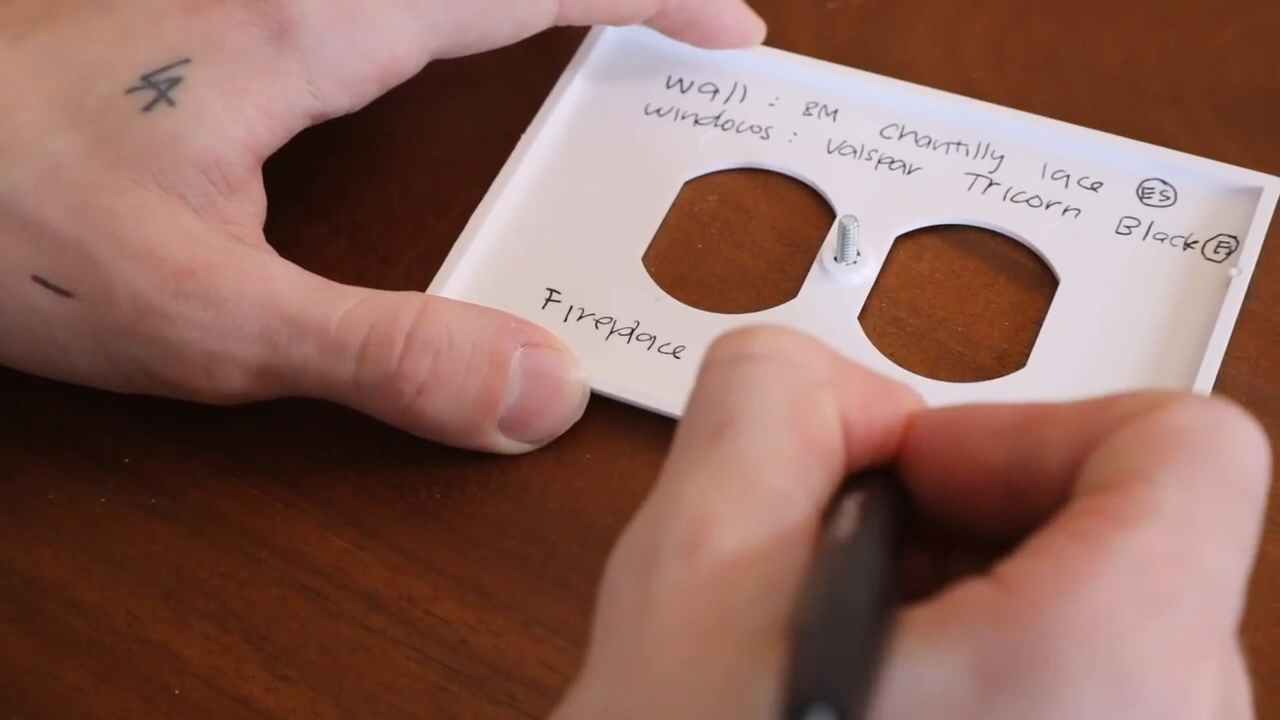 wall : BM chantilly lace ES
windows : valspar Tricorn Black E
Fireplace